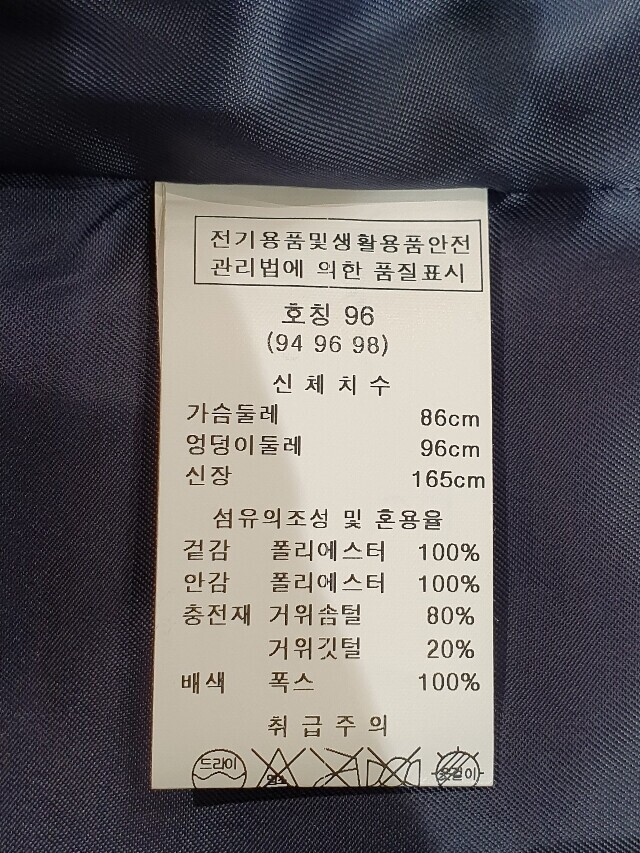 전기용품및생활용품안전
관리법에 의한 품질표시
호칭 96
(94 96 98)
신 체 치 수
가슴둘레 86cm
엉덩이둘레 96cm
신장 165cm
섬유의조성 및 혼용율
겉감 폴리에스터 100%
안감 폴리에스터 100%
충전재 거위솜털 80%
거위깃털 20%
배색 폭스 100%
취 급 주 의
드라이 옷걸이